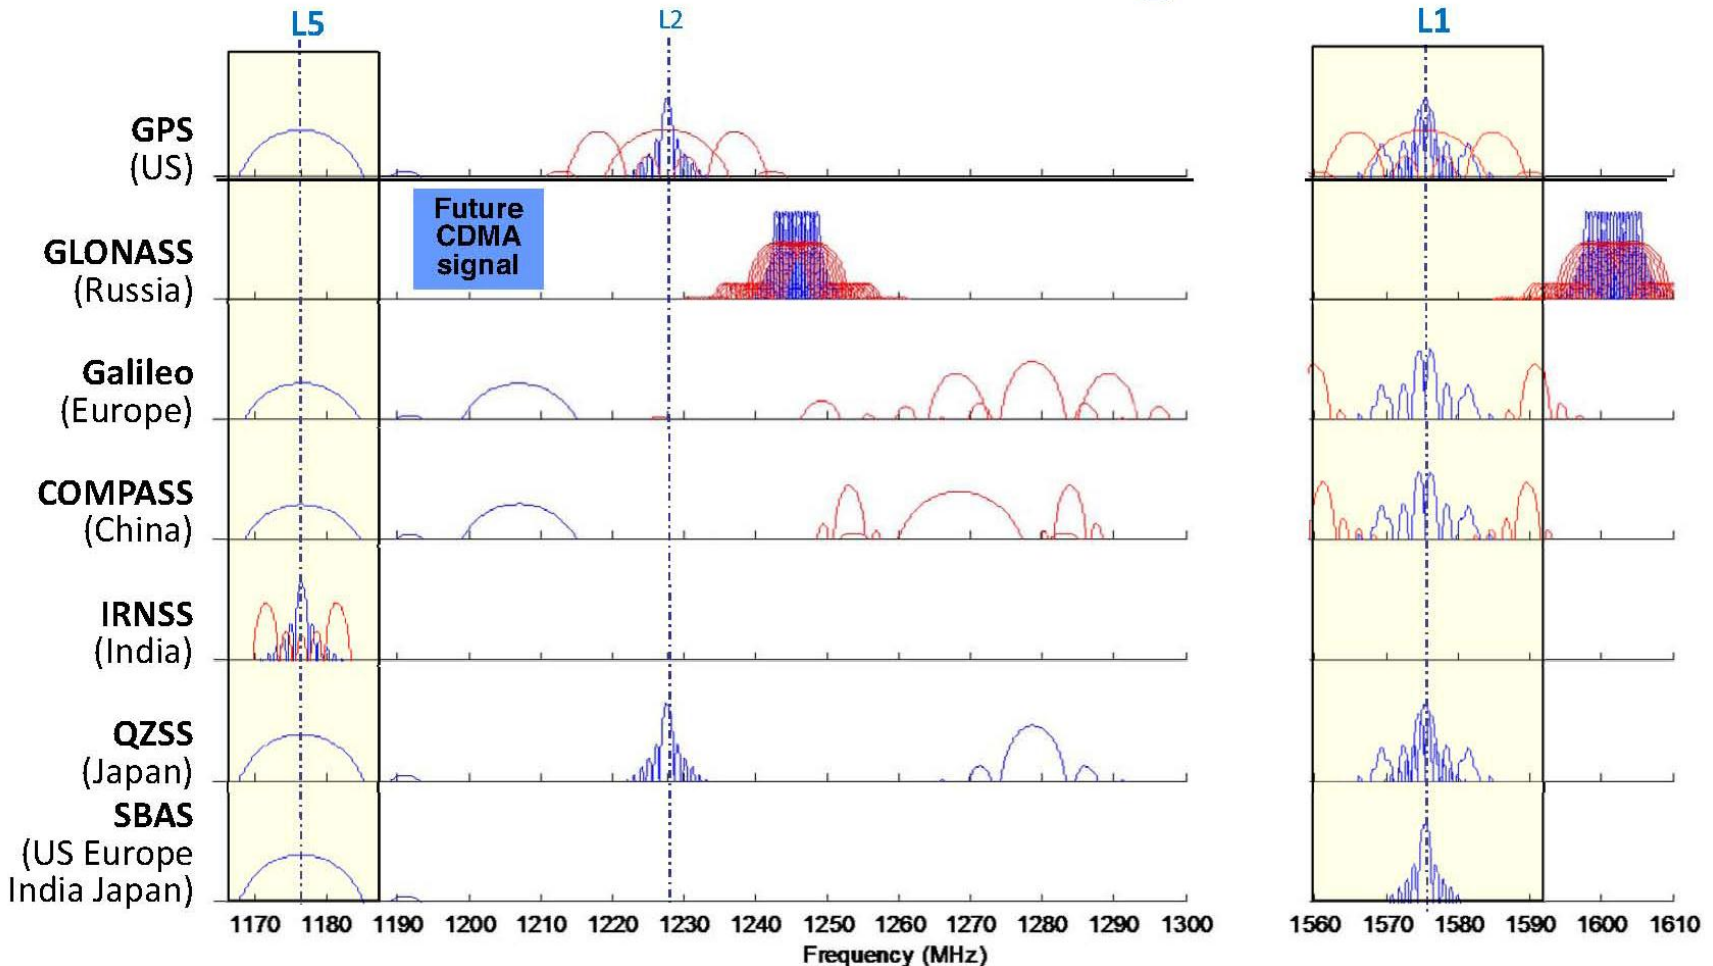 L5
L2
L1
GPS
(US)
Future
CDMA
signal
GLONASS
(Russia)
Galileo
(Europe)
COMPASS
(China)
IRNSS
(India)
QZSS
(Japan)
SBAS
(US Europe
India Japan)
1170 1180 1190 1200 1210 1220 1230 1240 1250 1260 1270 1280 1290 1300 1560 1570 1580 1590 1600 1610
Frequency (MHz)